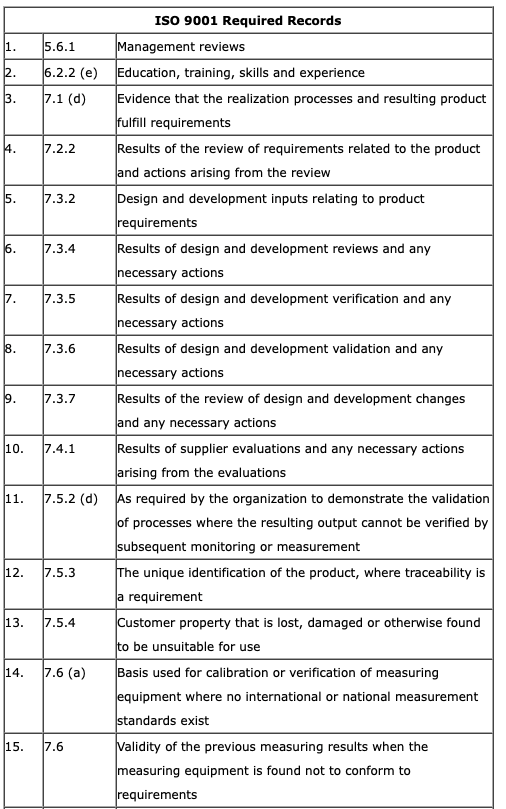 ISO 9001 Required Records
1. 5.6.1 Management reviews
2. 6.2.2 (e) Education, training, skills and experience
3. 7.1 (d) Evidence that the realization processes and resulting product
fulfill requirements
4. 7.2.2 Results of the review of requirements related to the product
and actions arising from the review
5. 7.3.2 Design and development inputs relating to product
requirements
6. 7.3.4 Results of design and development reviews and any
necessary actions
7. 7.3.5 Results of design and development verification and any
necessary actions
8. 7.3.6 Results of design and development validation and any
necessary actions
9. 7.3.7 Results of the review of design and development changes
and any necessary actions
10. 7.4.1 Results of supplier evaluations and any necessary actions
arising from the evaluations
11. 7.5.2 (d) As required by the organization to demonstrate the validation
of processes where the resulting output cannot be verified by
subsequent monitoring or measurement
12. 7.5.3 The unique identification of the product, where traceability is
a requirement
13. 7.5.4 Customer property that is lost, damaged or otherwise found
to be unsuitable for use
14. 7.6 (a) Basis used for calibration or verification of measuring
equipment where no international or national measurement
standards exist
15. 7.6 Validity of the previous measuring results when the
measuring equipment is found not to conform to
requirements